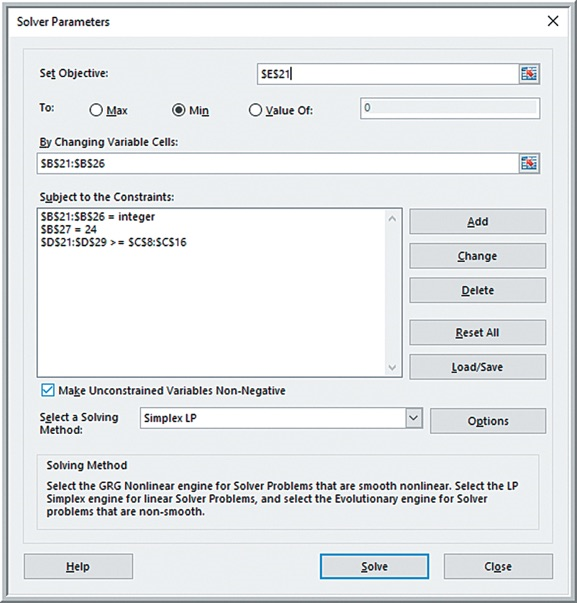 Solver Parameters
Set Objective:
$E$21
To:
Max
Min
Value Of:
0
By Changing Variable Cells:
$B$21:$B$26
Subject to the Constraints:
$B$21:$B$26 = integer
$B$27 = 24
$D$21:$D$29 >= $C$8:$C$16
Add
Change
Delete
Reset All
Load/Save
Make Unconstrained Variables Non-Negative
Select a Solving
Method:
Simplex LP
Options
Solving Method
Select the GRG Nonlinear engine for Solver Problems that are smooth nonlinear. Select the LP
Simplex engine for linear Solver Problems, and select the Evolutionary engine for Solver
problems that are non-smooth.
Help
Solve
Close